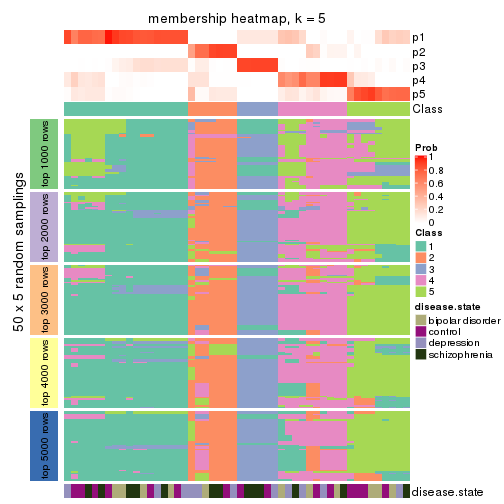 membership heatmap, k = 5
p1
p2
p3
p4
p5
Class
50 x 5 random samplings
top 1000 rows
top 2000 rows
top 3000 rows
top 4000 rows
top 5000 rows
disease.state
Prob
1
0.8
0.6
0.4
0.2
0
Class
1
2
3
4
5
disease.state
bipolar disorder
control
depression
schizophrenia